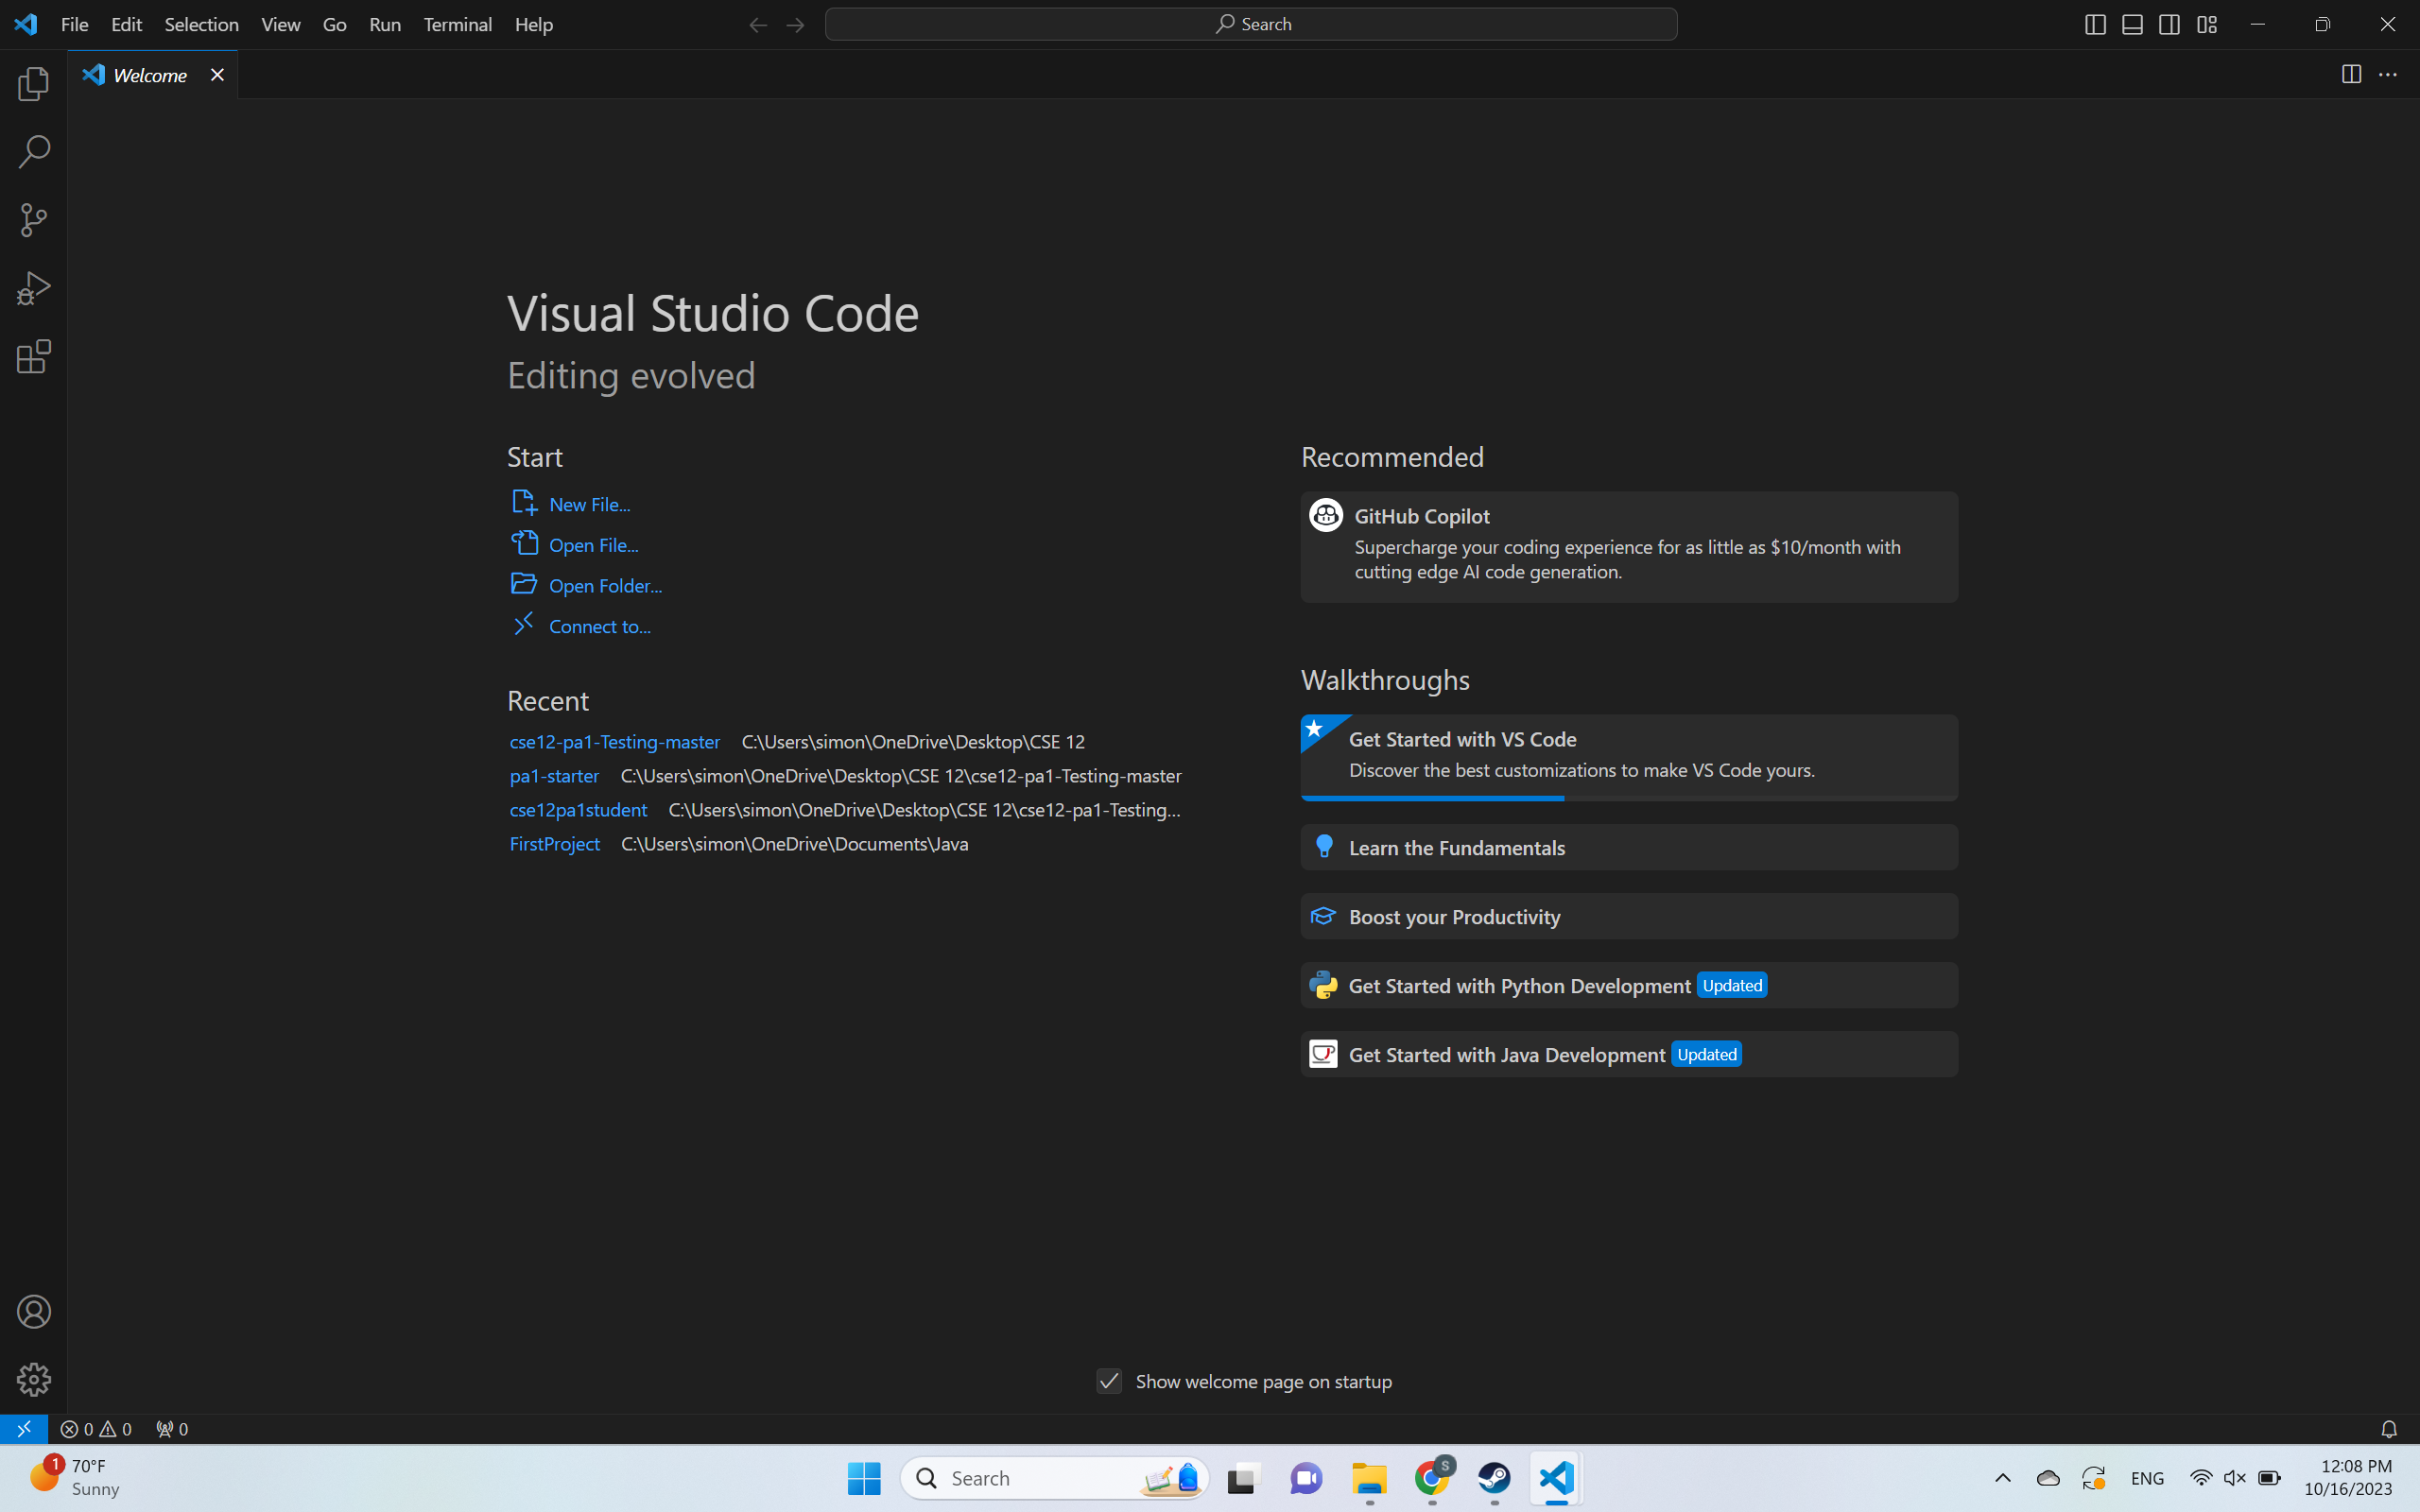 File Edit Selection View Go Run Terminal Help
Search
Welcome
Visual Studio Code
Editing evolved
Start
New File...
Open File...
Open Folder...
Connect to...
Recent
cse12-pa1-Testing-master C:\Users\simon\OneDrive\Desktop\CSE 12
pa1-starter C:\Users\simon\OneDrive\Desktop\CSE 12\cse12-pa1-Testing-master
cse12pa1student C:\Users\simon\OneDrive\Desktop\CSE 12\cse12-pa1-Testing...
FirstProject C:\Users\simon\OneDrive\Documents\Java
Recommended
GitHub Copilot
Supercharge your coding experience for as little as $10/month with
cutting edge AI code generation.
Walkthroughs
Get Started with VS Code
Discover the best customizations to make VS Code yours.
Learn the Fundamentals
Boost your Productivity
Get Started with Python Development Updated
Get Started with Java Development Updated
Show welcome page on startup
0 0 0
1
70°F
Sunny
Search
S
ENG
12:08 PM
10/16/2023